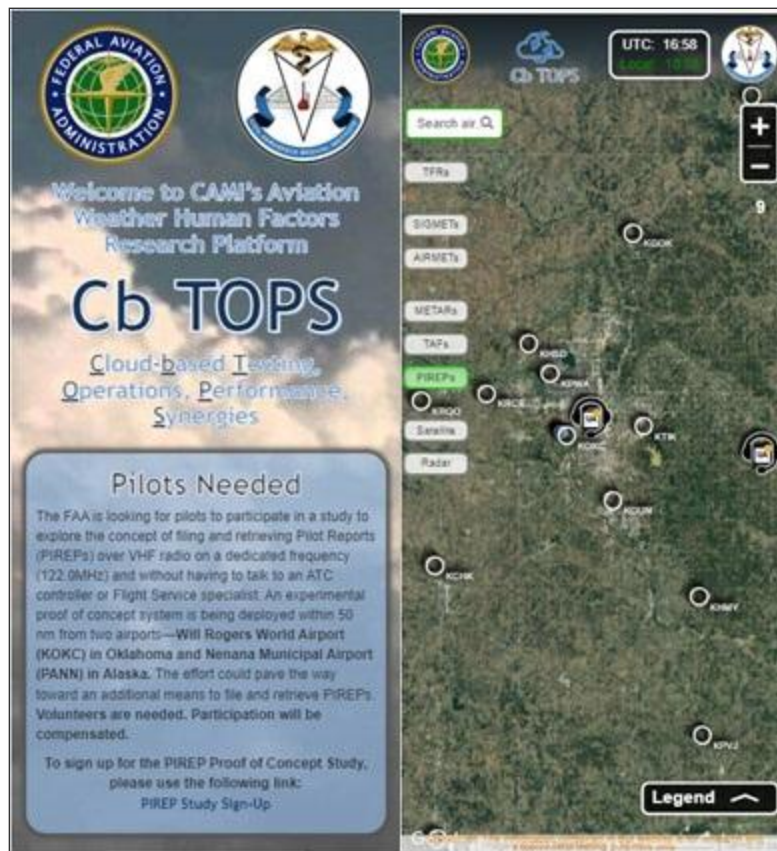 FEDERAL AVIATION
ADMINISTRATION
Welcome to CAMI's Aviation
Weather Human Factors
Research Platform
Cb TOPS
Cloud-based Testing,
Operations, Performance,
Synergies
Pilots Needed
The FAA is looking for pilots to participate in a study to
explore the concept of filing and retrieving Pilot Reports
(PIREPs) over VHF radio on a dedicated frequency
(122.0MHz) and without having to talk to an ATC
controller or Flight Service specialist. An experimental
proof of concept system is being deployed within 50
nm from two airports—Will Rogers World Airport
(KOKC) in Oklahoma and Nenana Municipal Airport
(PANN) in Alaska. The effort could pave the way
toward an additional means to file and retrieve PIREPs.
Volunteers are needed. Participation will be
compensated.
To sign up for the PIREP Proof of Concept Study,
please use the following link:
PIREP Study Sign-Up
Cb TOPS
UTC: 16:58
Local:
Search air
+
−
9
TFRs
SIGMETs
AIRMETs
METARs
TAFs
PIREPs
Satellite
Radar
KPWA
KTIK
KCHK
KHMY
KPVJ
Legend